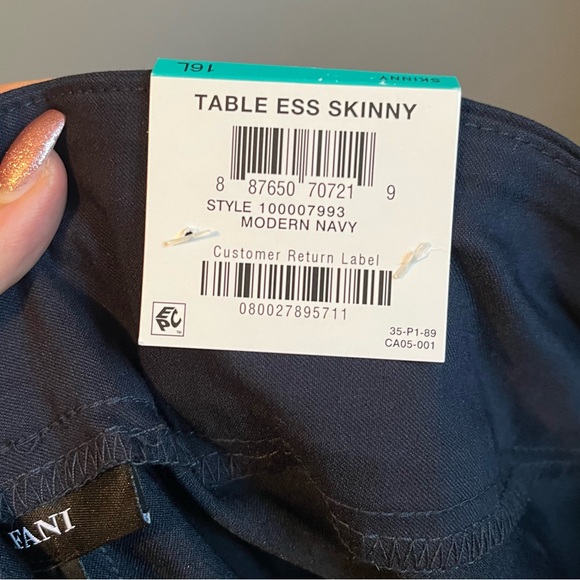 16L SKINNY
TABLE ESS SKINNY
8 87650 70721 9
STYLE 100007993
MODERN NAVY
Customer Return Label
080027895711
EPC
35-P1-89
CA05-001
FANI